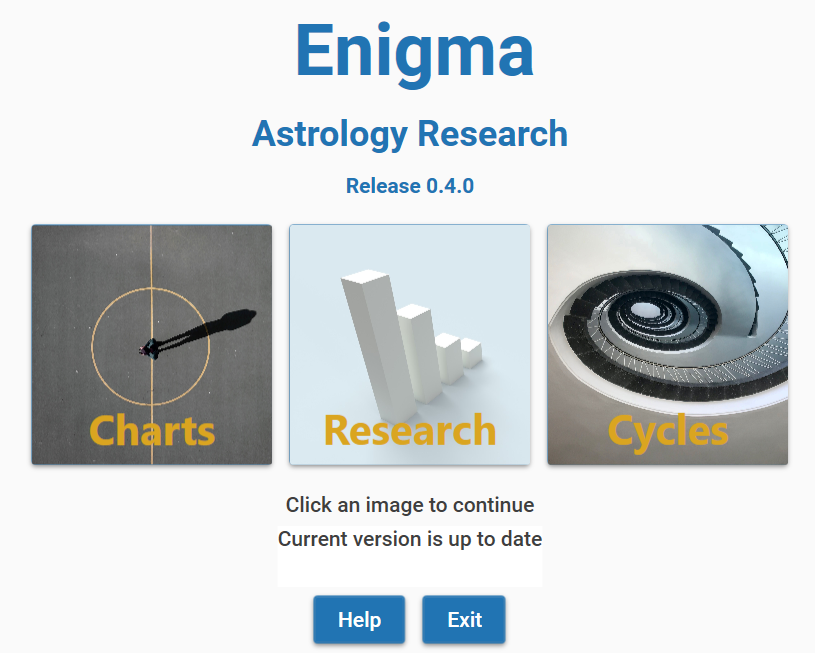 Enigma
Astrology Research
Release 0.4.0
Charts Research Cycles
Click an image to continue
Current version is up to date
Help Exit